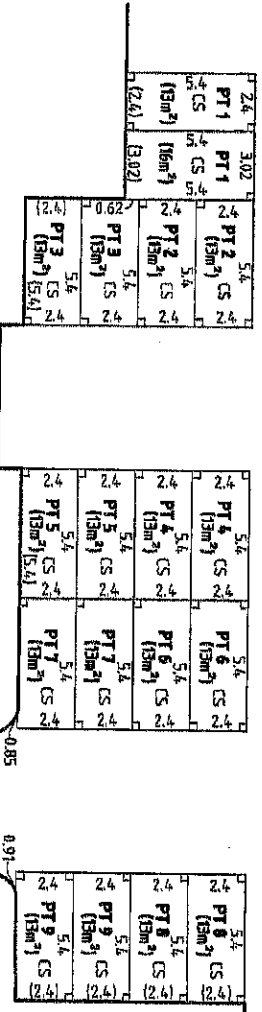 2.4
5.4
PT 1
CS
(13m²)
(2.4)
3.02
5.4
PT 1
CS
(16m²)
5.4
(3.02)
2.4
PT 2
5.4
(13m²)
CS
2.4
2.4
PT 2
5.4
(13m²)
CS
2.4
0.62
PT 3
5.4
(13m²)
CS
2.4
(2.4)
PT 3
5.4
(13m²)
CS
(5.4)
2.4
2.4
PT 4
5.4
(13m²)
CS
2.4
2.4
PT 4
5.4
(13m²)
CS
2.4
2.4
PT 5
5.4
(13m²)
CS
2.4
2.4
PT 5
5.4
(13m²)
CS
(5.4)
2.4
PT 6
5.4
(13m²)
CS
2.4
PT 6
5.4
(13m²)
CS
2.4
PT 7
5.4
(13m²)
CS
2.4
PT 7
5.4
(13m²)
CS
2.4
0.85
0.91
2.4
PT 8
5.4
(13m²)
CS
(2.4)
2.4
PT 8
5.4
(13m²)
CS
(2.4)
2.4
PT 9
5.4
(13m²)
CS
(2.4)
2.4
PT 9
5.4
(13m²)
CS
(2.4)